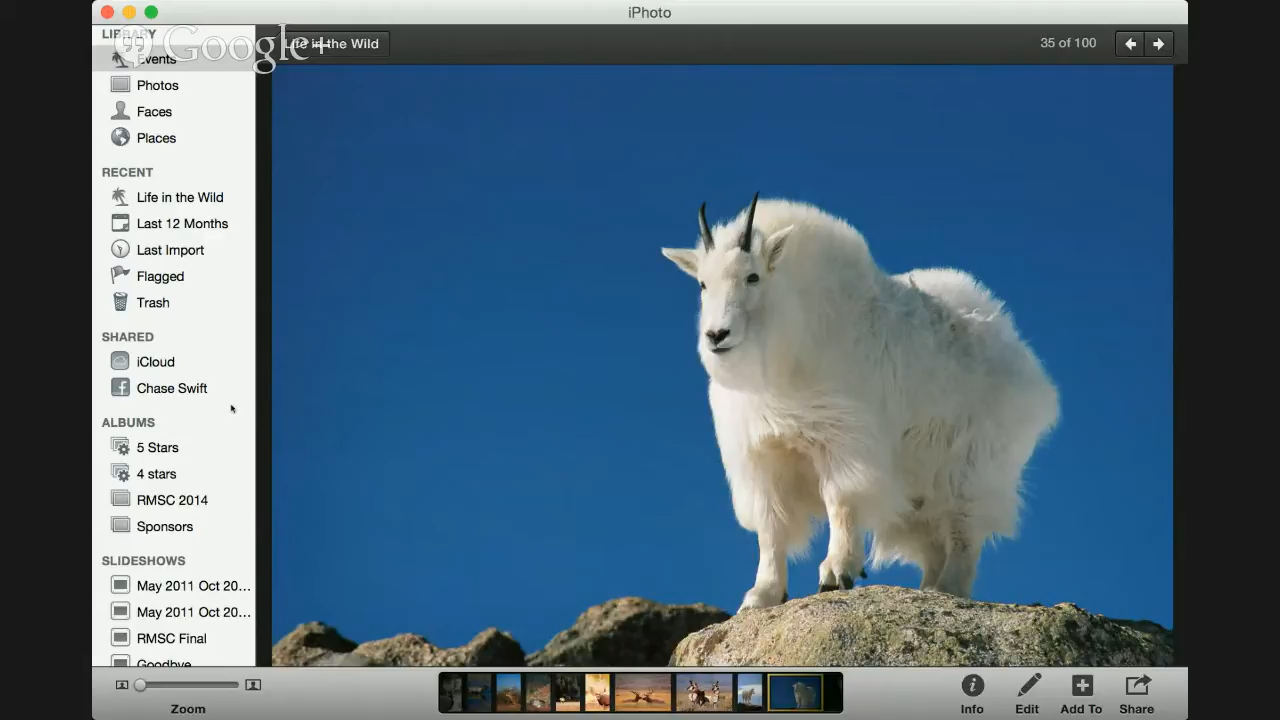 iPhoto
LIBRARY
Google+
Life in the Wild
35 of 100
Events
Photos
Faces
Places
RECENT
Life in the Wild
Last 12 Months
Last Import
Flagged
Trash
SHARED
iCloud
Chase Swift
ALBUMS
5 Stars
4 stars
RMSC 2014
Sponsors
SLIDESHOWS
May 2011 Oct 20...
May 2011 Oct 20...
RMSC Final
Goodbye
Zoom
Info
Edit
Add To
Share